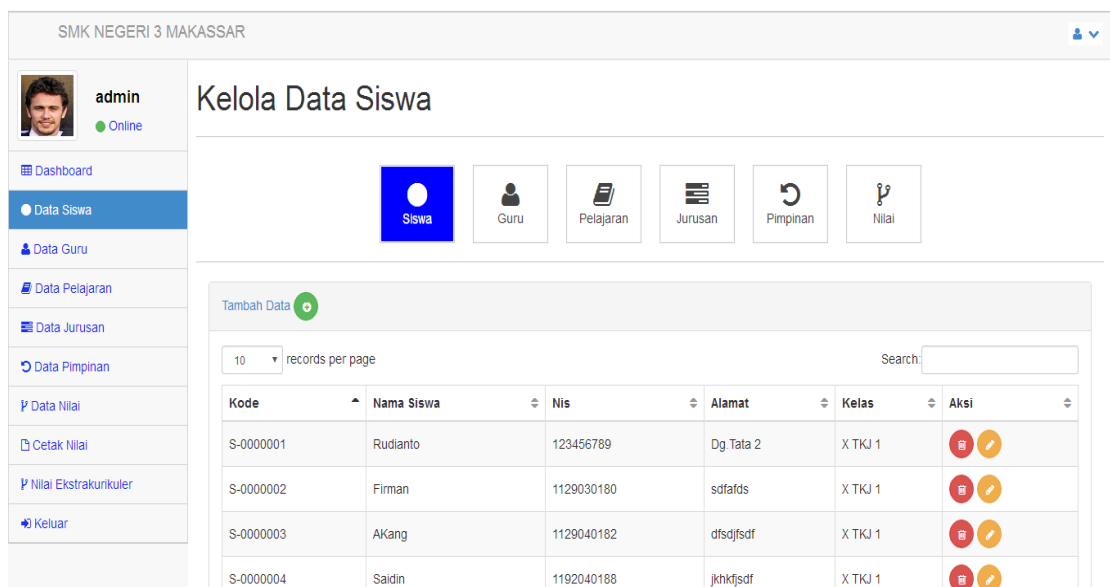 SMK NEGERI 3 MAKASSAR
admin
Online
Dashboard
Data Siswa
Data Guru
Data Pelajaran
Data Jurusan
Data Pimpinan
Data Nilai
Cetak Nilai
Nilai Ekstrakurikuler
Keluar
Kelola Data Siswa
Siswa Guru Pelajaran Jurusan Pimpinan Nilai
Tambah Data
10 records per page Search:
Kode Nama Siswa Nis Alamat Kelas Aksi
S-0000001 Rudianto 123456789 Dg.Tata 2 X TKJ 1
S-0000002 Firman 1129030180 sdfafds X TKJ 1
S-0000003 AKang 1129040182 dfsdjfsdf X TKJ 1
S-0000004 Saidin 1192040188 jkhkfjsdf X TKJ 1